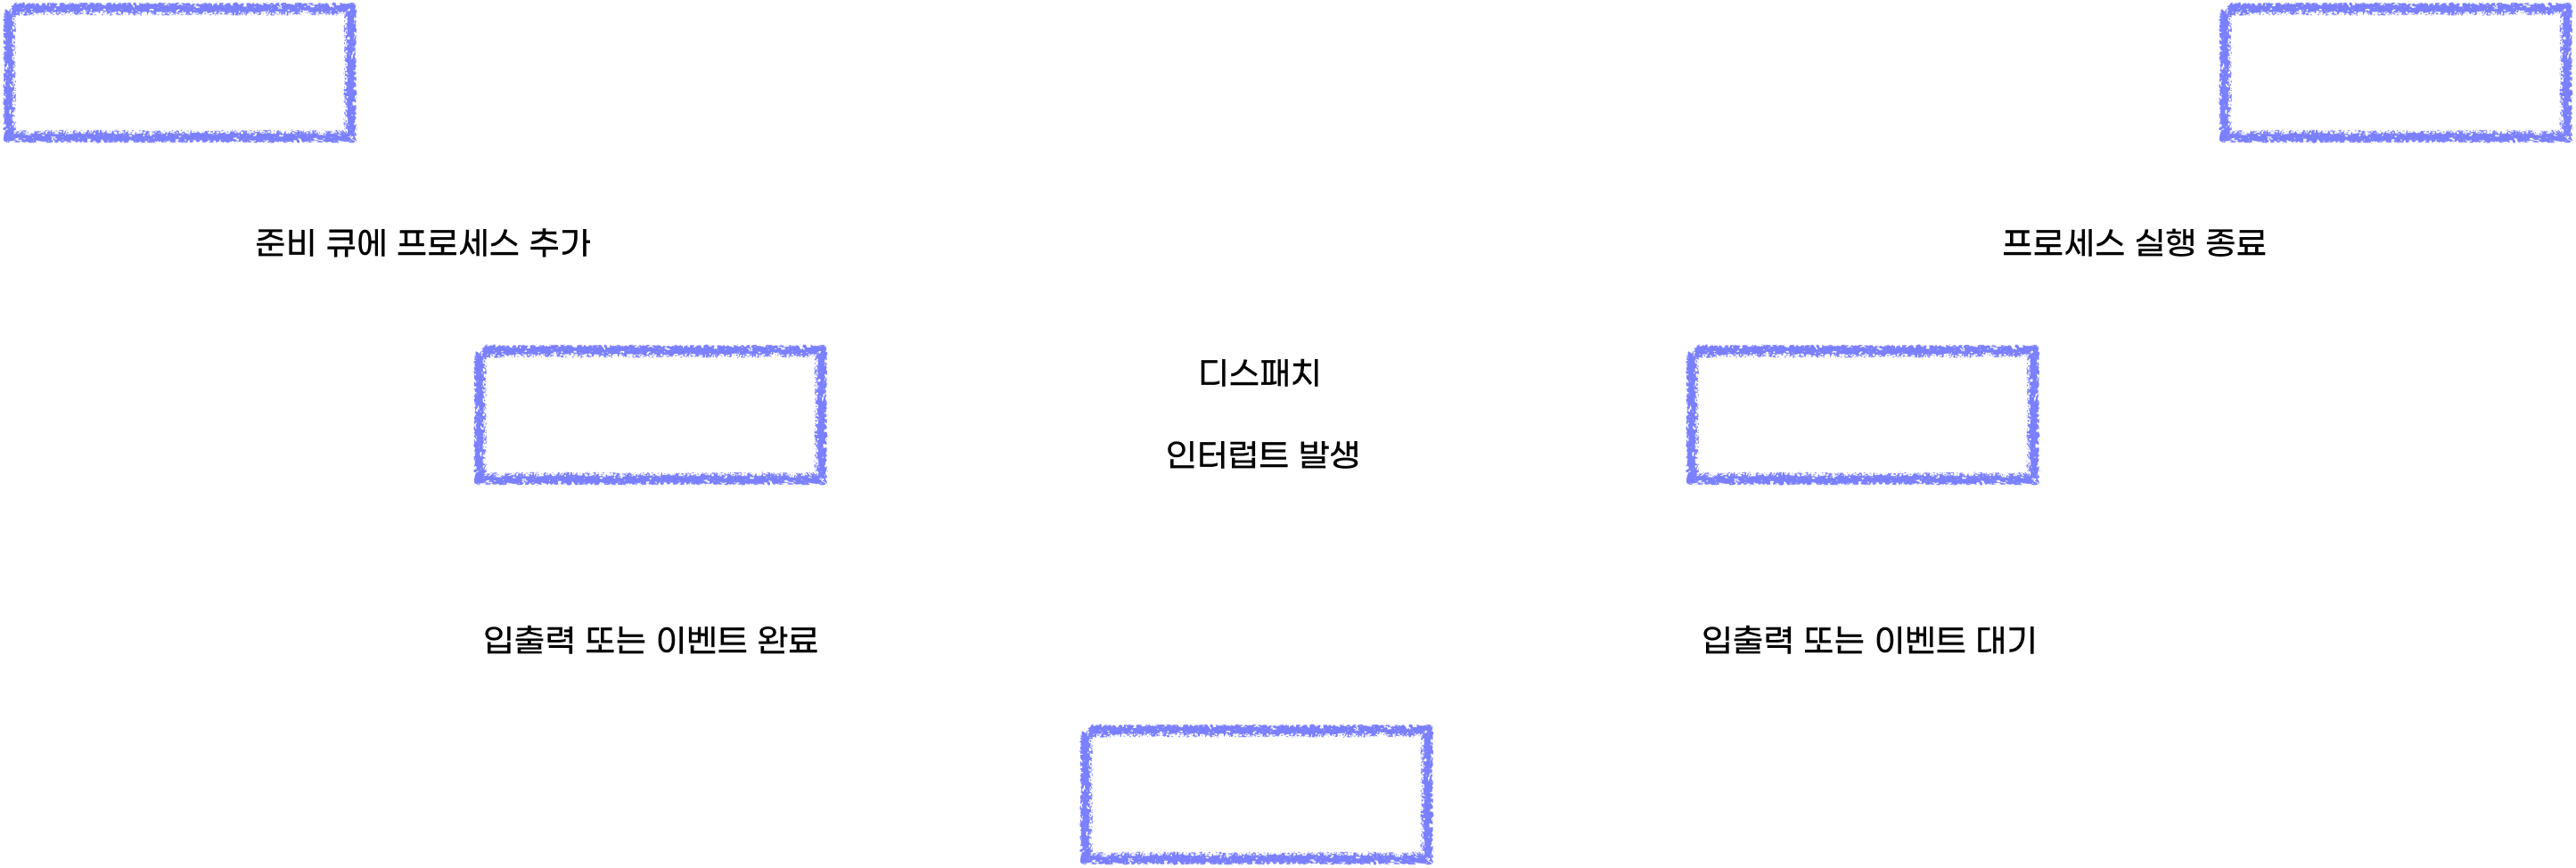 준비 큐에 프로세스 추가
프로세스 실행 종료
디스패치
인터럽트 발생
입출력 또는 이벤트 완료
입출력 또는 이벤트 대기